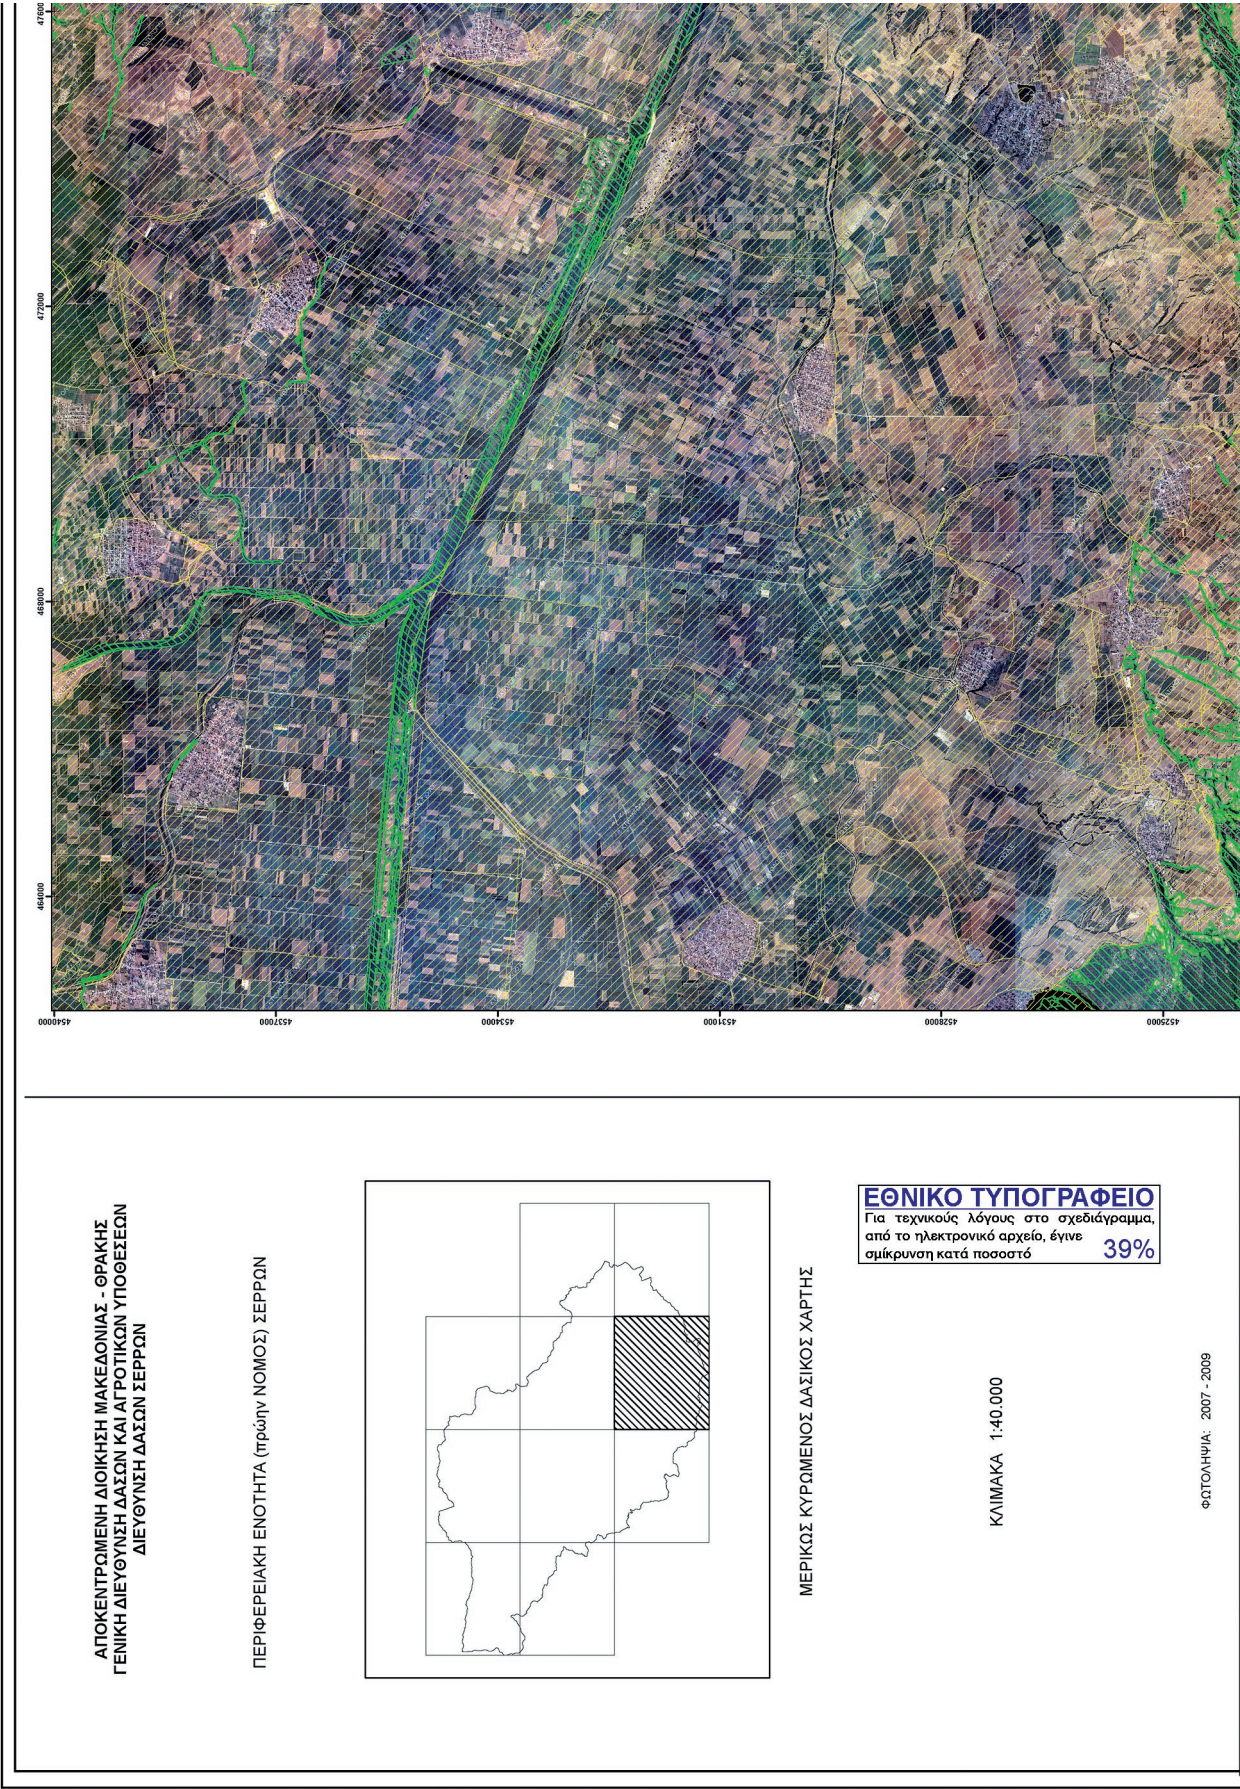 47600
472000
468000
464000
4540000
4537000
4534000
4531000
4528000
4525000
ΑΠΟΚΕΝΤΡΩΜΕΝΗ ΔΙΟΙΚΗΣΗ ΜΑΚΕΔΟΝΙΑΣ - ΘΡΑΚΗΣ
ΓΕΝΙΚΗ ΔΙΕΥΘΥΝΣΗ ΔΑΣΩΝ ΚΑΙ ΑΓΡΟΤΙΚΩΝ ΥΠΟΘΕΣΕΩΝ
ΔΙΕΥΘΥΝΣΗ ΔΑΣΩΝ ΣΕΡΡΩΝ
ΠΕΡΙΦΕΡΕΙΑΚΗ ΕΝΟΤΗΤΑ (πρώην ΝΟΜΟΣ) ΣΕΡΡΩΝ
ΜΕΡΙΚΩΣ ΚΥΡΩΜΕΝΟΣ ΔΑΣΙΚΟΣ ΧΑΡΤΗΣ
ΕΘΝΙΚΟ ΤΥΠΟΓΡΑΦΕΙΟ
Για τεχνικούς λόγους στο σχεδιάγραμμα,
από το ηλεκτρονικό αρχείο, έγινε
σμίκρυνση κατά ποσοστό 39%
ΚΛΙΜΑΚΑ 1:40.000
ΦΩΤΟΛΗΨΙΑ: 2007 - 2009